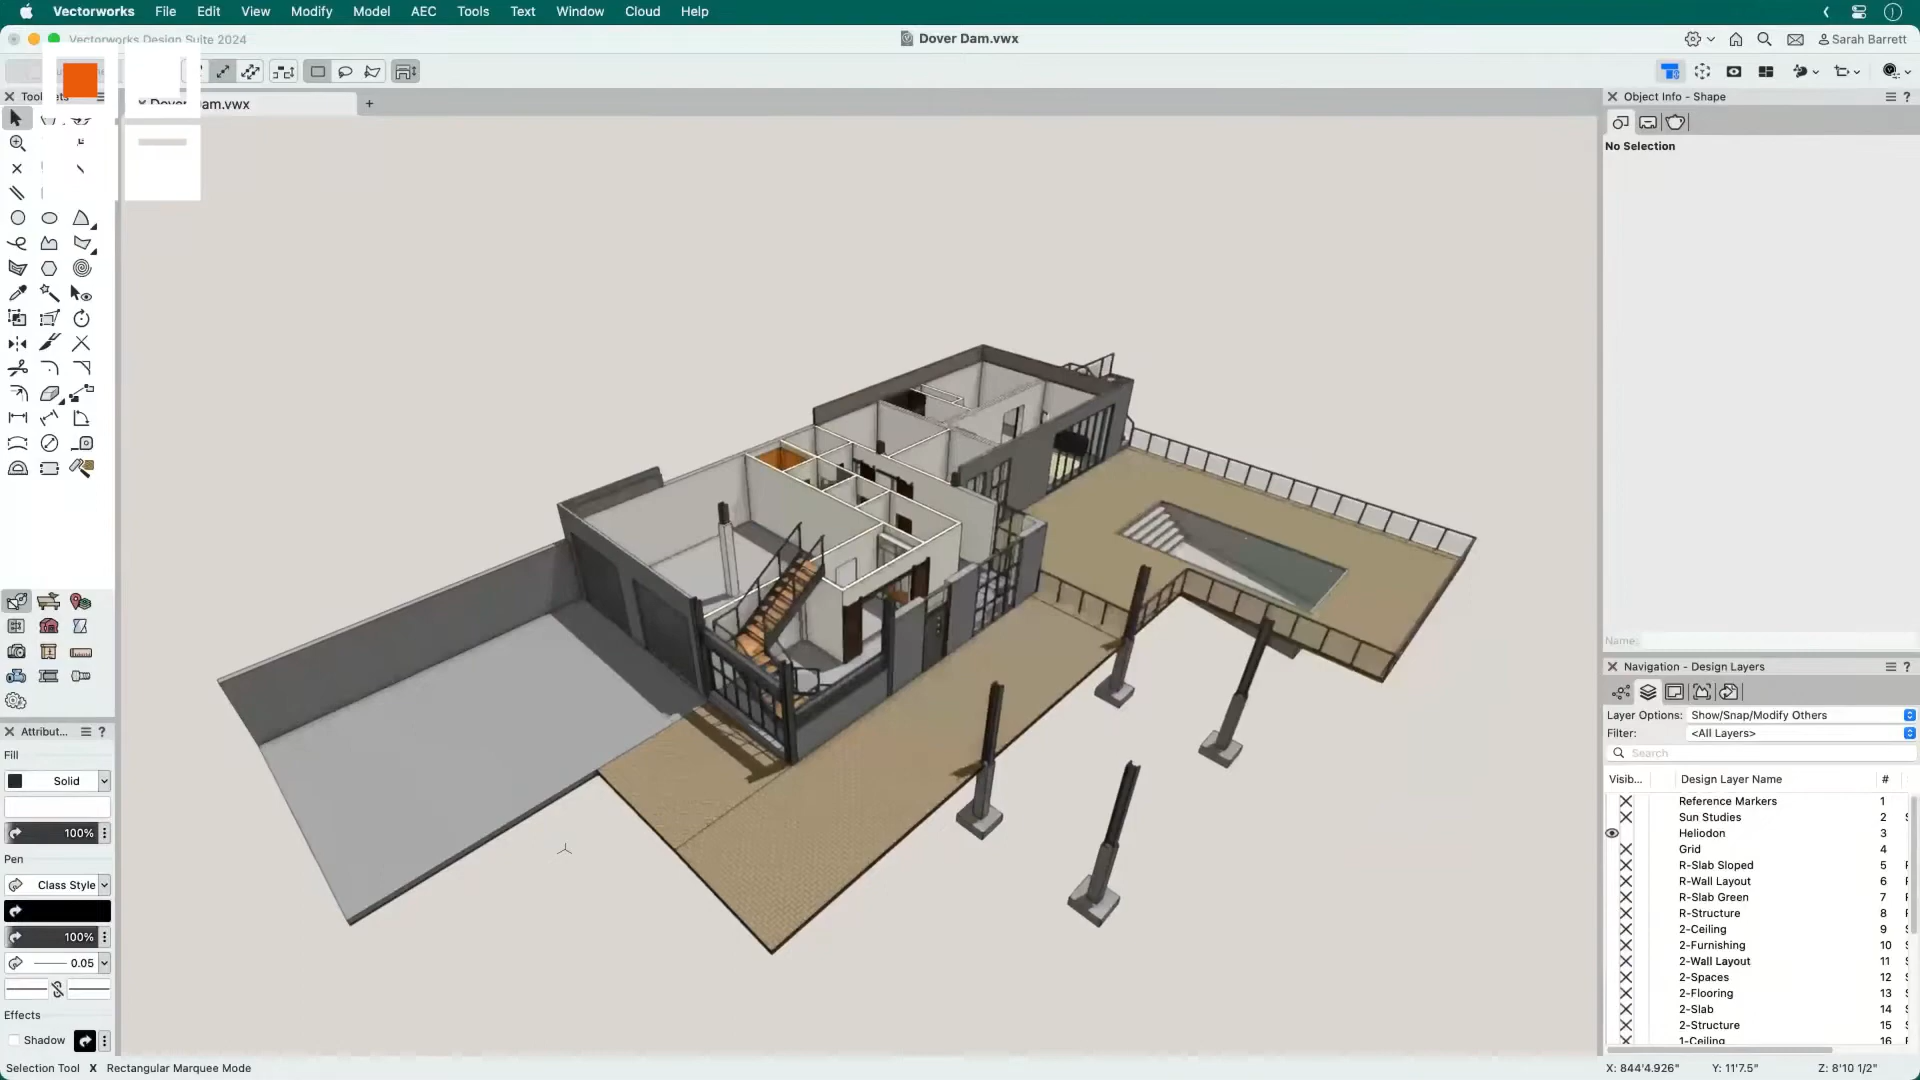 Vectorworks File Edit View Modify Model AEC Tools Text Window Cloud Help
Vectorworks Design Suite 2024
Dover Dam.vwx
Sarah Barrett
Dover Dam.vwx
+
Object Info - Shape
?
No Selection
Name:
Navigation - Design Layers
?
Layer Options: Show/Snap/Modify Others
Filter: <All Layers>
Search
Visib... Design Layer Name #
Reference Markers 1
Sun Studies 2
Heliodon 3
Grid 4
R-Slab Sloped 5
R-Wall Layout 6
R-Slab Green 7
R-Structure 8
2-Ceiling 9
2-Furnishing 10
2-Wall Layout 11
2-Spaces 12
2-Flooring 13
2-Slab 14
2-Structure 15
1-Ceiling 16
Attribut... ?
Fill
Solid
100%
Pen
Class Style
100%
0.05
Effects
Shadow
Selection Tool X Rectangular Marquee Mode
X: 844'4.926" Y: 11'7.5" Z: 8'10 1/2"